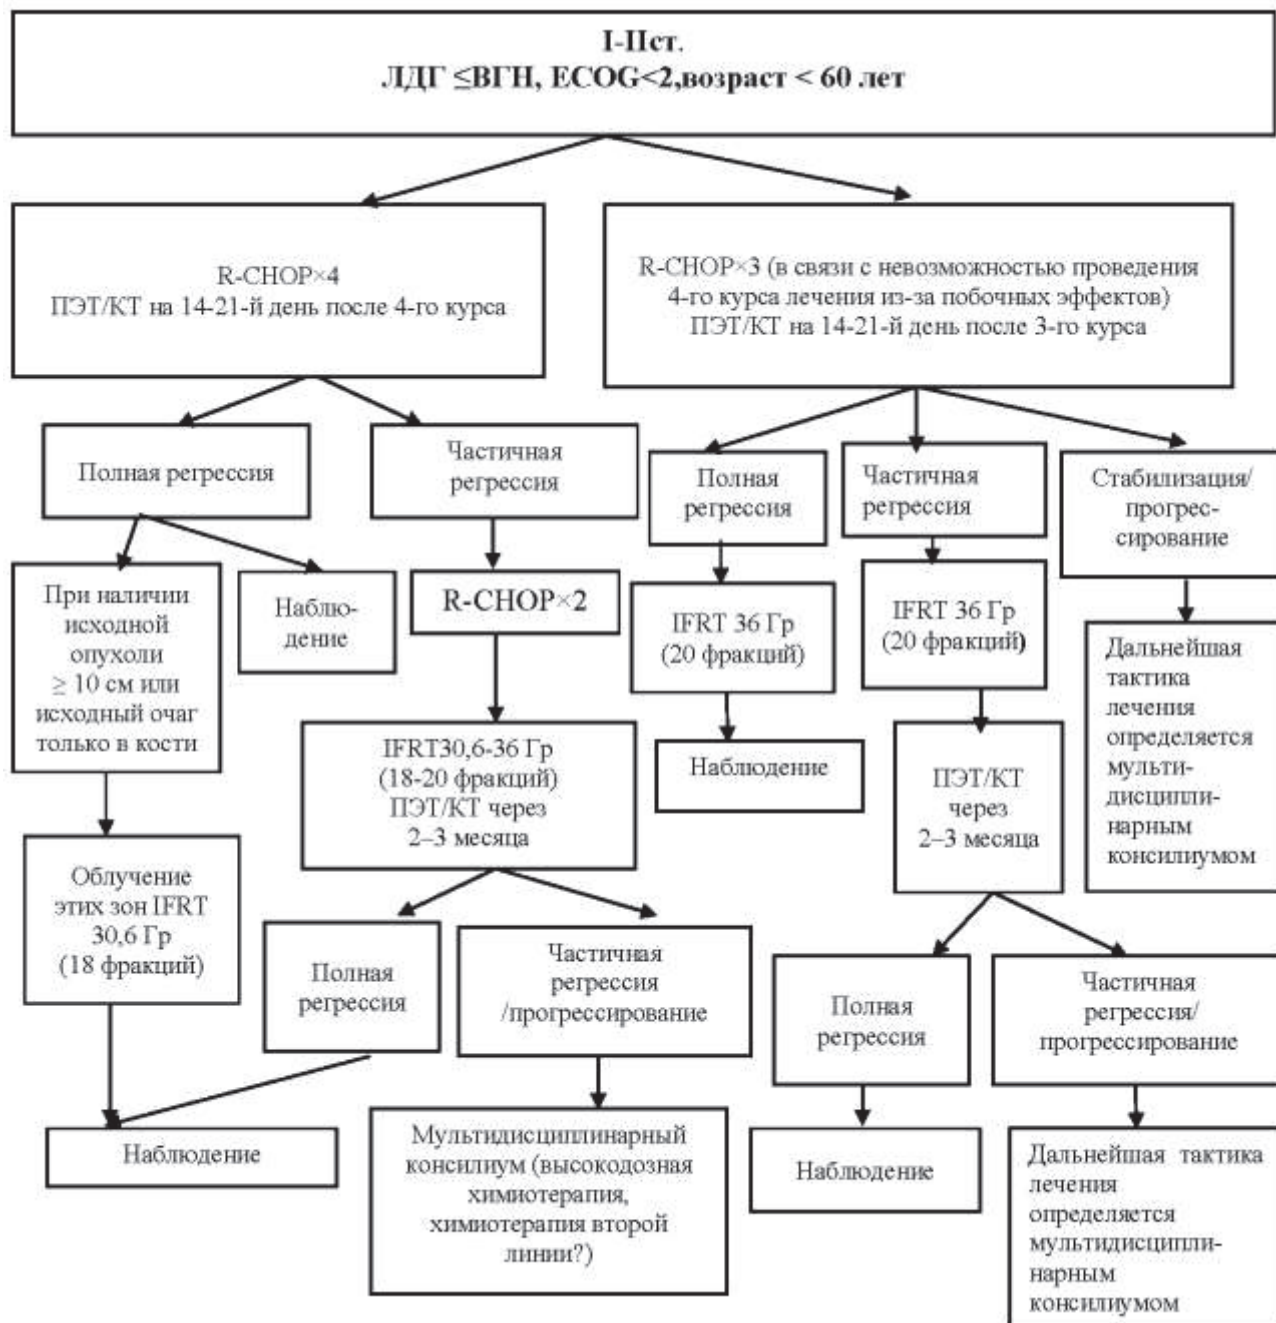 I-IIст.
ЛДГ ≤ВГН, ECOG<2,возраст < 60 лет
R-CHOP×4
ПЭТ/КТ на 14-21-й день после 4-го курса
R-CHOP×3 (в связи с невозможностью проведения
4-го курса лечения из-за побочных эффектов)
ПЭТ/КТ на 14-21-й день после 3-го курса
Полная регрессия
Частичная
регрессия
Полная
регрессия
Частичная
регрессия
Стабилизация/
прогрес-
сирование
При наличии
исходной
опухоли
≥ 10 см или
исходный очаг
только в кости
Наблю-
дение
R-CHOP×2
IFRT 36 Гр
(20 фракций)
IFRT 36 Гр
(20 фракций)
Дальнейшая
тактика
лечения
определяется
мульти-
дисципли-
нарным
консилиумом
IFRT30,6-36 Гр
(18-20 фракций)
ПЭТ/КТ через
2–3 месяца
Наблюдение
ПЭТ/КТ
через
2–3 месяца
Облучение
этих зон IFRT
30,6 Гр
(18 фракций)
Полная
регрессия
Частичная
регрессия
/прогрессирование
Полная
регрессия
Частичная
регрессия/
прогрессирование
Наблюдение
Мультидисциплинарный
консилиум (высокодозная
химиотерапия,
химиотерапия второй
линии?)
Наблюдение
Дальнейшая тактика
лечения
определяется
мультидисципли-
нарным
консилиумом